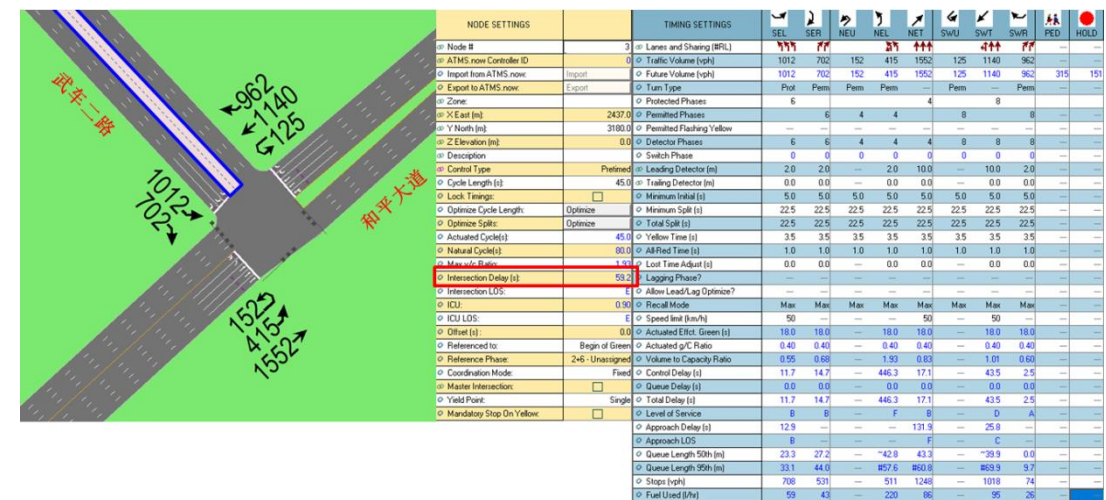 武车二路
和平大道
962
1140
125
1012
702
152
415
1552
NODE SETTINGS
Node # 3
ATMS.now Controller ID 0
Import from ATMS.now: Import
Export to ATMS.now: Export
Zone:
X East (m): 2437.0
Y North (m): 3180.0
Z Elevation (m): 0.0
Description
Control Type Pretimed
Cycle Length (s): 45.0
Lock Timings:
Optimize Cycle Length: Optimize
Optimize Splits: Optimize
Actuated Cycle(s): 45.0
Natural Cycle(s): 80.0
Max v/c Ratio: 1.93
Intersection Delay (s): 59.2
Intersection LOS: E
ICU: 0.90
ICU LOS: E
Offset (s) : 0.0
Referenced to: Begin of Green
Reference Phase: 2+6 - Unassigned
Coordination Mode: Fixed
Master Intersection:
Yield Point: Single
Mandatory Stop On Yellow:
TIMING SETTINGS SEL SER NEU NEL NET SWU SWT SWR PED HOLD
Lanes and Sharing (#RL) — —
Traffic Volume (vph) 1012 702 152 415 1552 125 1140 962 — —
Future Volume (vph) 1012 702 152 415 1552 125 1140 962 315 151
Turn Type Prot Perm Perm Perm — Perm — Perm — —
Protected Phases 6 4 8
Permitted Phases 6 4 4 8 8
Permitted Flashing Yellow — — — — — — — — — —
Detector Phases 6 6 4 4 4 8 8 8 — —
Switch Phase 0 0 0 0 0 0 0 0 — —
Leading Detector (m) 2.0 2.0 — 2.0 10.0 — 10.0 2.0 — —
Trailing Detector (m) 0.0 0.0 — 0.0 0.0 — 0.0 0.0 — —
Minimum Initial (s) 5.0 5.0 5.0 5.0 5.0 5.0 5.0 5.0 — —
Minimum Split (s) 22.5 22.5 22.5 22.5 22.5 22.5 22.5 22.5 — —
Total Split (s) 22.5 22.5 22.5 22.5 22.5 22.5 22.5 22.5 — —
Yellow Time (s) 3.5 3.5 3.5 3.5 3.5 3.5 3.5 3.5 — —
All-Red Time (s) 1.0 1.0 1.0 1.0 1.0 1.0 1.0 1.0 — —
Lost Time Adjust (s) 0.0 0.0 — 0.0 0.0 — 0.0 0.0 — —
Lagging Phase? — — — — — — — — — —
Allow Lead/Lag Optimize? — — — — — — — — — —
Recall Mode Max Max Max Max Max Max Max Max — —
Speed limit (km/h) 50 — — — 50 — 50 — — —
Actuated Effct. Green (s) 18.0 18.0 — 18.0 18.0 — 18.0 18.0 — —
Actuated g/C Ratio 0.40 0.40 — 0.40 0.40 — 0.40 0.40 — —
Volume to Capacity Ratio 0.55 0.68 — 1.93 0.83 — 1.01 0.60 — —
Control Delay (s) 11.7 14.7 — 446.3 17.1 — 43.5 2.5 — —
Queue Delay (s) 0.0 0.0 — 0.0 0.0 — 0.0 0.0 — —
Total Delay (s) 11.7 14.7 — 446.3 17.1 — 43.5 2.5 — —
Level of Service B B — F B — D A — —
Approach Delay (s) 12.9 — — — 131.9 — 25.8 — — —
Approach LOS B — — — F — C — — —
Queue Length 50th (m) 23.3 27.2 — ~42.8 43.3 — ~39.9 0.0 — —
Queue Length 95th (m) 33.1 44.0 — #57.6 #60.8 — #69.9 9.7 — —
Stops (vph) 708 531 — 511 1248 — 1018 74 — —
Fuel Used (l/hr) 59 43 — 220 86 — 95 26 —